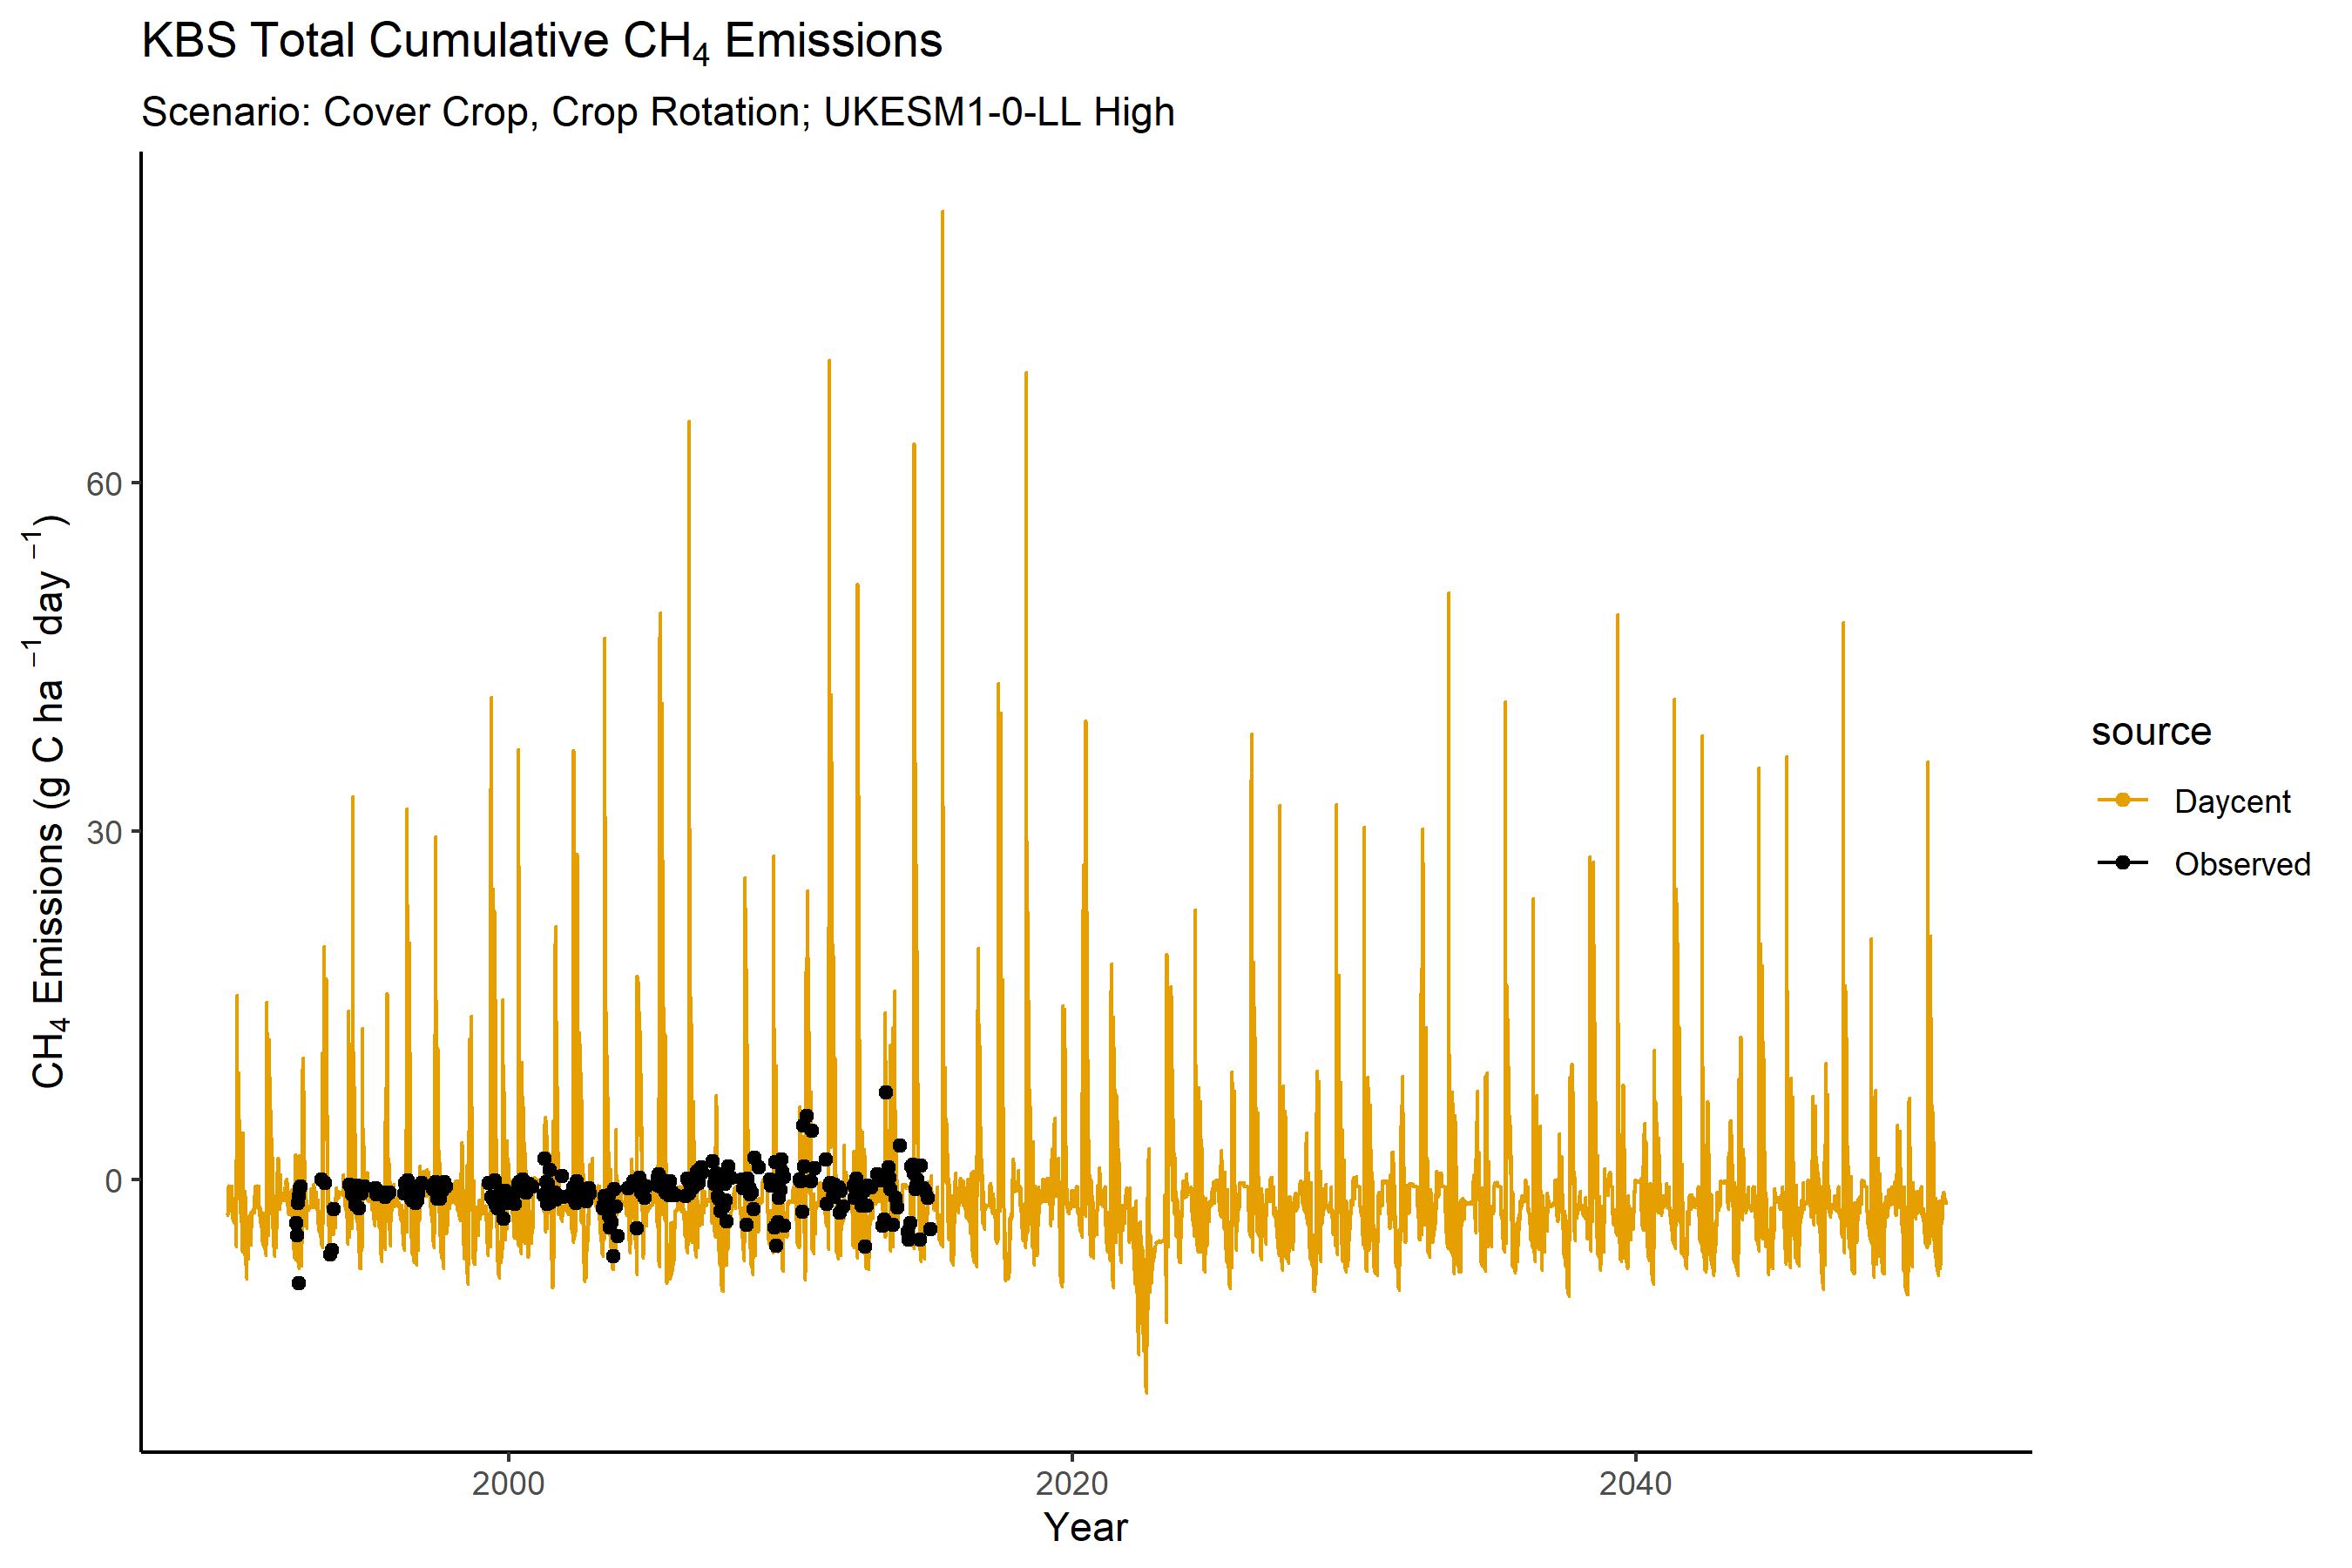 KBS Total Cumulative CH₄ Emissions
Scenario: Cover Crop, Crop Rotation; UKESM1-0-LL High
CH₄ Emissions (g C ha ⁻¹day ⁻¹)
60
30
0
2000
2020
2040
Year
source
Daycent
Observed